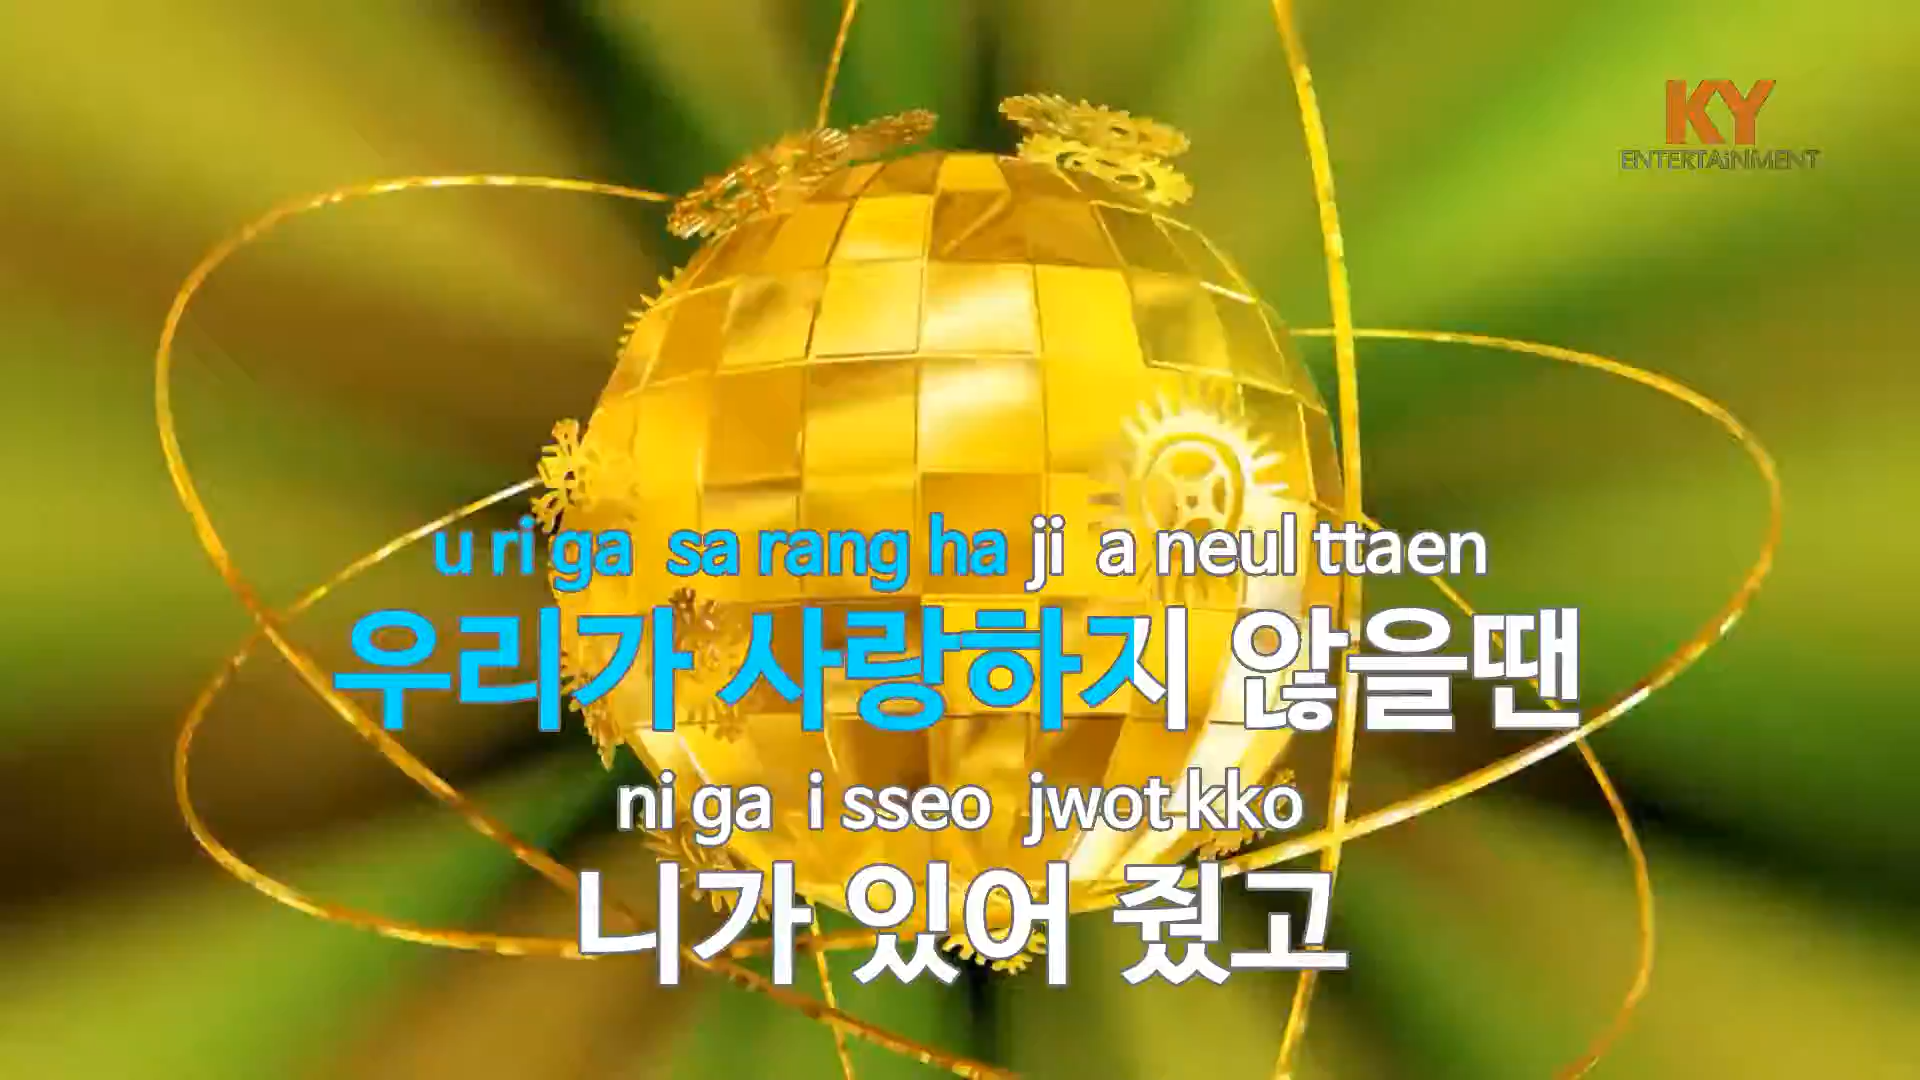 KY
ENTERTAiNMENT
u ri ga sa rang ha ji a neul ttaen
우리가 사랑하지 않을땐
ni ga i sseo jwot kko
니가 있어 줬고